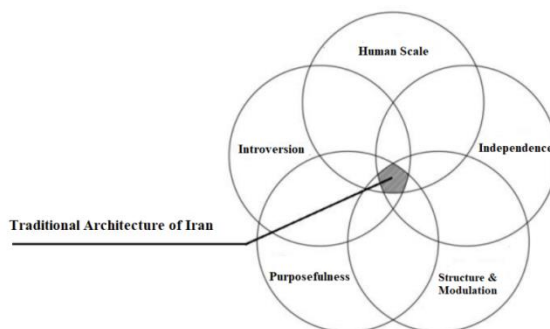 Human Scale
Introversion
Independence
Traditional Architecture of Iran
Purposefulness
Structure &
Modulation